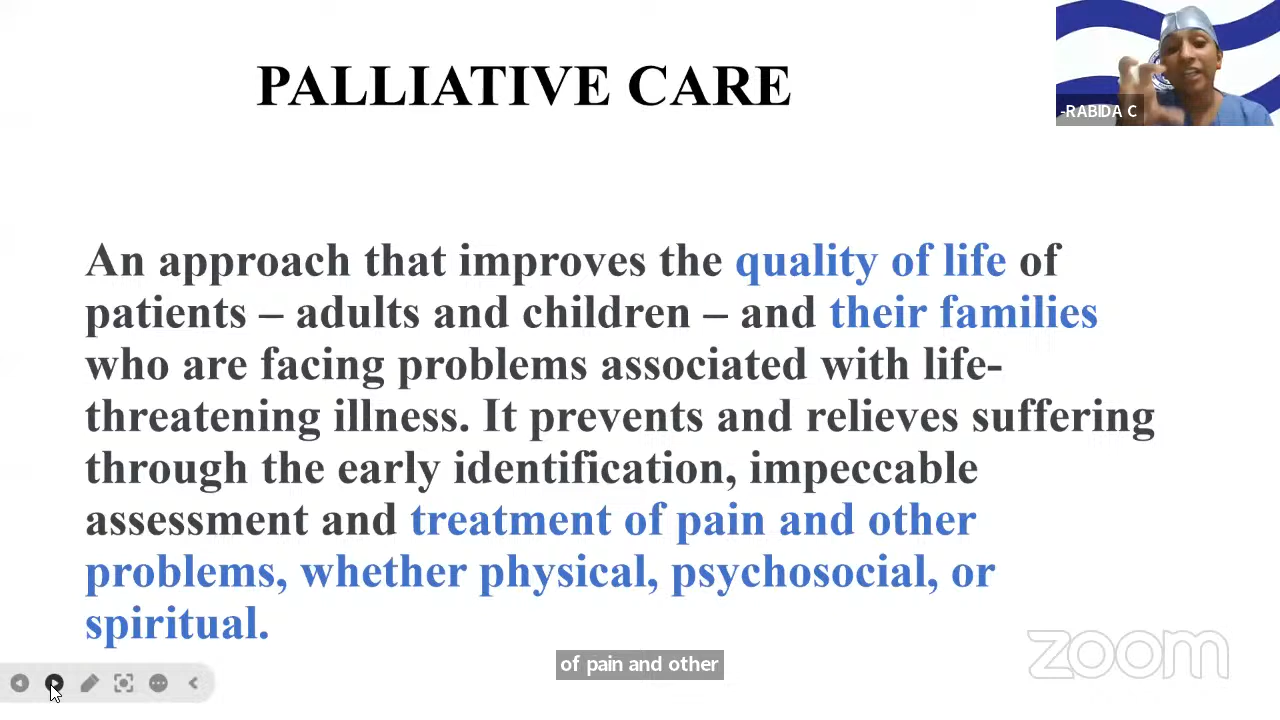 PALLIATIVE CARE
-RABIDA C
An approach that improves the quality of life of
patients – adults and children – and their families
who are facing problems associated with life-
threatening illness. It prevents and relieves suffering
through the early identification, impeccable
assessment and treatment of pain and other
problems, whether physical, psychosocial, or
spiritual.
of pain and other
zoom